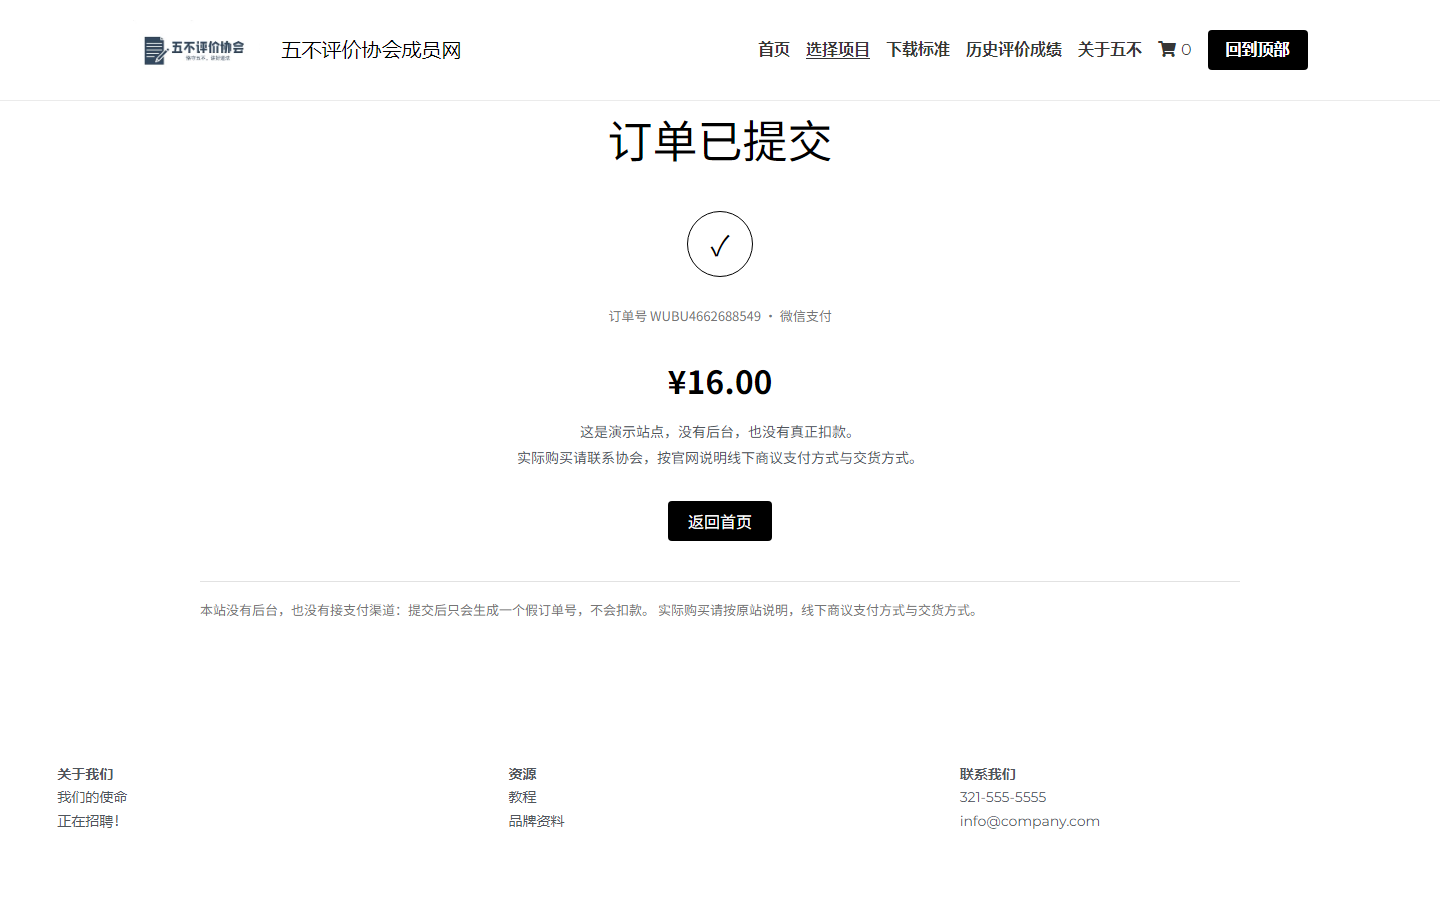 五不评价协会
五不评价协会成员网
首页
选择项目
下载标准
历史评价成绩
关于五不
0
回到顶部
订单已提交
✓
订单号 WUBU4662688549 · 微信支付
¥16.00
这是演示站点，没有后台，也没有真正扣款。
实际购买请联系协会，按官网说明线下商议支付方式与交货方式。
返回首页
本站没有后台，也没有接支付渠道：提交后只会生成一个假订单号，不会扣款。 实际购买请按原站说明，线下商议支付方式与交货方式。
关于我们
我们的使命
正在招聘！
资源
教程
品牌资料
联系我们
321-555-5555
info@company.com